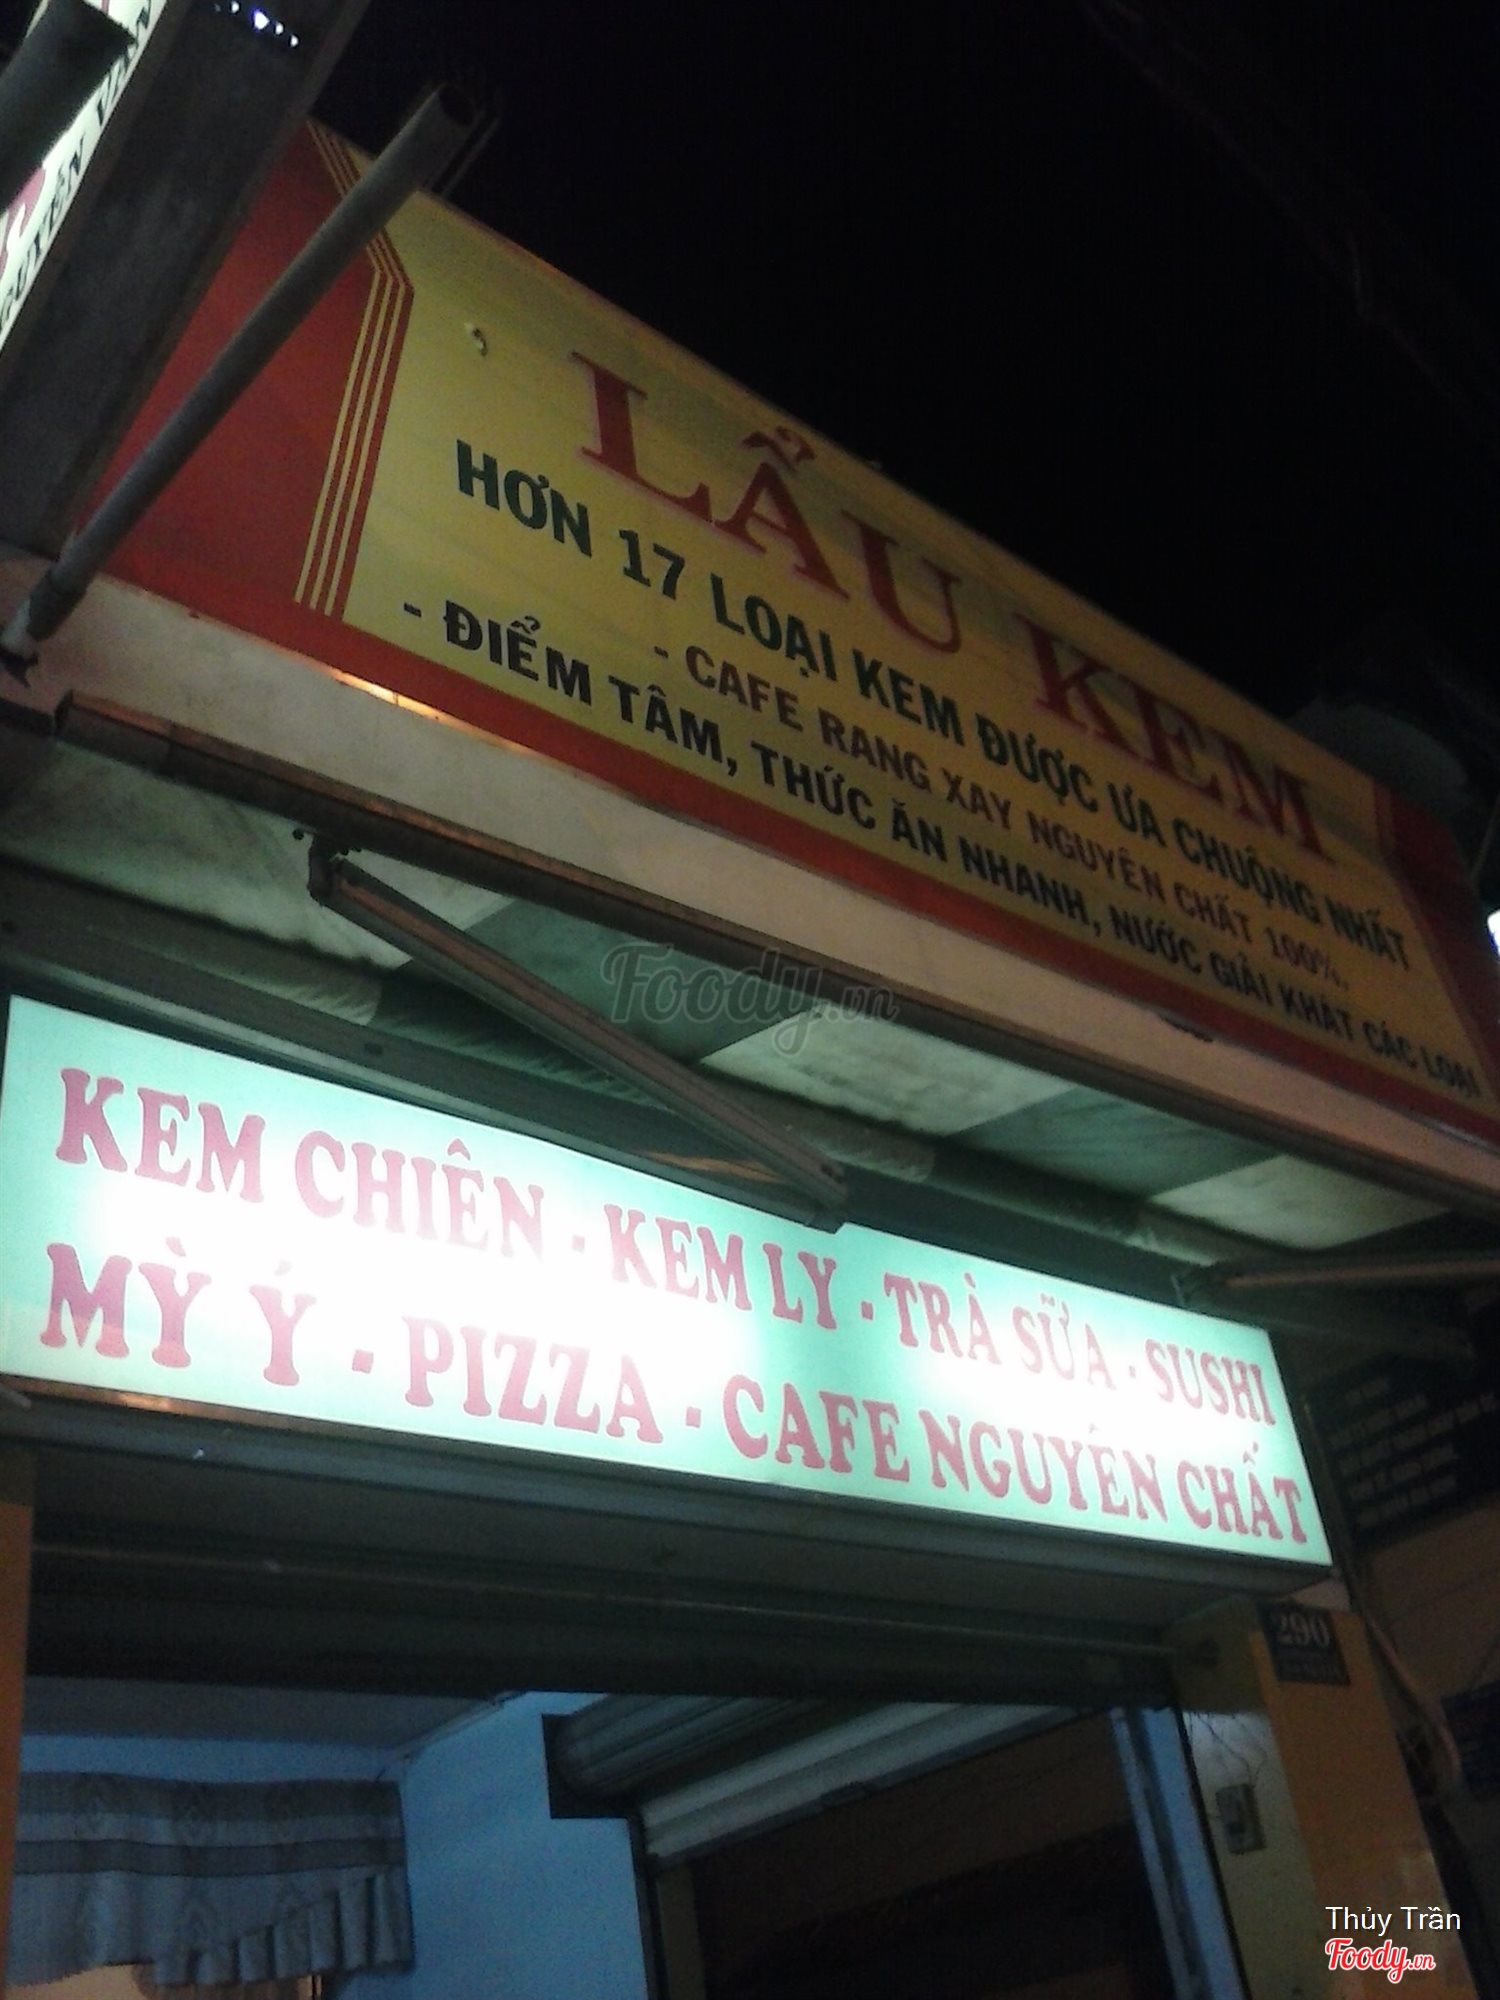 NGUYỄN VĂN
LẨU KEM
HƠN 17 LOẠI KEM ĐƯỢC ƯA CHUỘNG NHẤT
- CAFE RANG XAY NGUYÊN CHẤT 100%.
- ĐIỂM TÂM, THỨC ĂN NHANH, NƯỚC GIẢI KHÁT CÁC LOẠI
Foody.vn
KEM CHIÊN - KEM LY - TRÀ SỮA - SUSHI
MỲ Ý - PIZZA - CAFE NGUYÊN CHẤT
290
Thủy Trần
Foody.vn